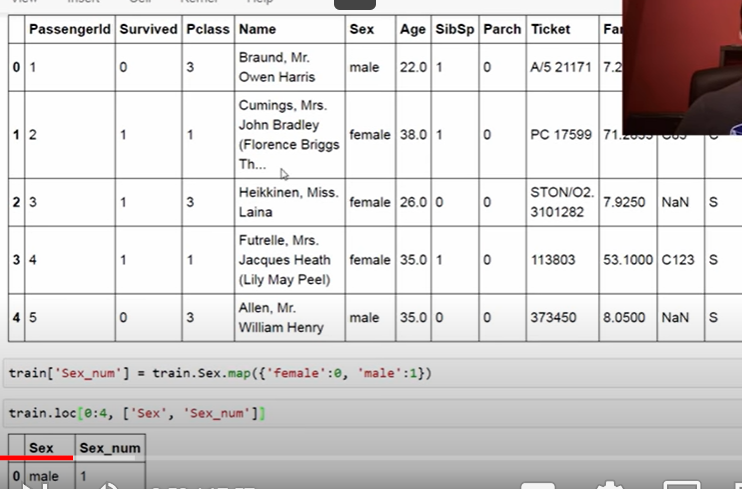 PassengerId Survived Pclass Name Sex Age SibSp Parch Ticket
0 1 0 3 Braund, Mr. Owen Harris male 22.0 1 0 A/5 21171
1 2 1 1 Cumings, Mrs. John Bradley (Florence Briggs Th... female 38.0 1 0 PC 17599
2 3 1 3 Heikkinen, Miss. Laina female 26.0 0 0 STON/O2. 3101282 7.9250 NaN S
3 4 1 1 Futrelle, Mrs. Jacques Heath (Lily May Peel) female 35.0 1 0 113803 53.1000 C123 S
4 5 0 3 Allen, Mr. William Henry male 35.0 0 0 373450 8.0500 NaN S
train['Sex_num'] = train.Sex.map({'female':0, 'male':1})
train.loc[0:4, ['Sex', 'Sex_num']]
Sex Sex_num
0 male 1